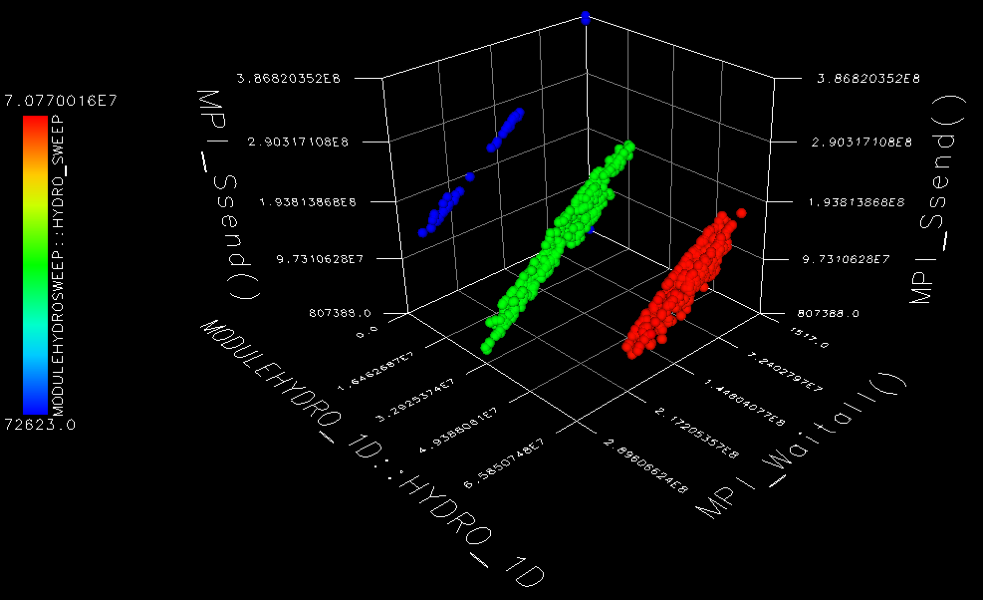 7.0770016E7
MODULEHYDROSWEEP::HYDRO_SWEEP
72623.0
MPI_Ssend()
3.86820352E8
2.90317108E8
1.93813868E8
9.7310628E7
807388.0
3.86820352E8
2.90317108E8
1.93813868E8
9.7310628E7
807388.0
MPI_Ssend()
0.0
1.6462687E7
3.2925374E7
4.9388061E7
6.5850748E7
MODULEHYDRO_1D::HYDRO_1D
1517.0
7.2402797E7
1.44804077E8
2.17205357E8
2.89606624E8
MPI_Waitall()